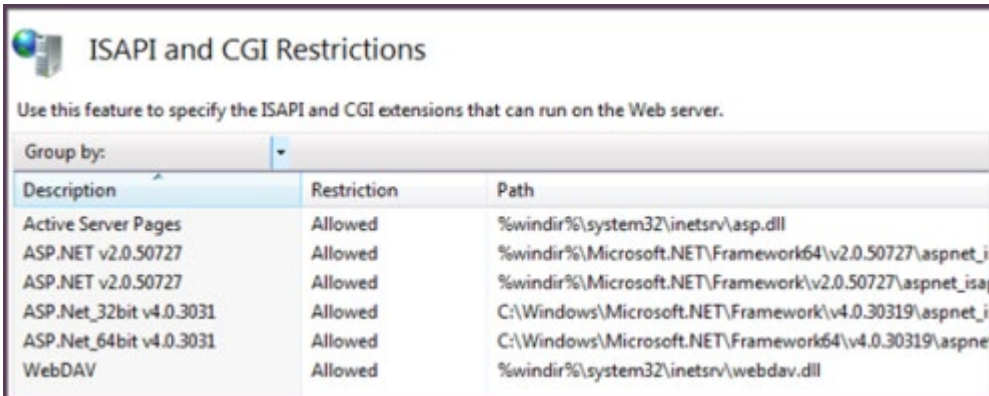 ISAPI and CGI Restrictions
Use this feature to specify the ISAPI and CGI extensions that can run on the Web server.
Group by:
Description Restriction Path
Active Server Pages Allowed %windir%\system32\inetsrv\asp.dll
ASP.NET v2.0.50727 Allowed %windir%\Microsoft.NET\Framework64\v2.0.50727\aspnet_i
ASP.NET v2.0.50727 Allowed %windir%\Microsoft.NET\Framework\v2.0.50727\aspnet_isa
ASP.Net_32bit v4.0.3031 Allowed C:\Windows\Microsoft.NET\Framework\v4.0.30319\aspnet_i
ASP.Net_64bit v4.0.3031 Allowed C:\Windows\Microsoft.NET\Framework64\v4.0.30319\aspne
WebDAV Allowed %windir%\system32\inetsrv\webdav.dll